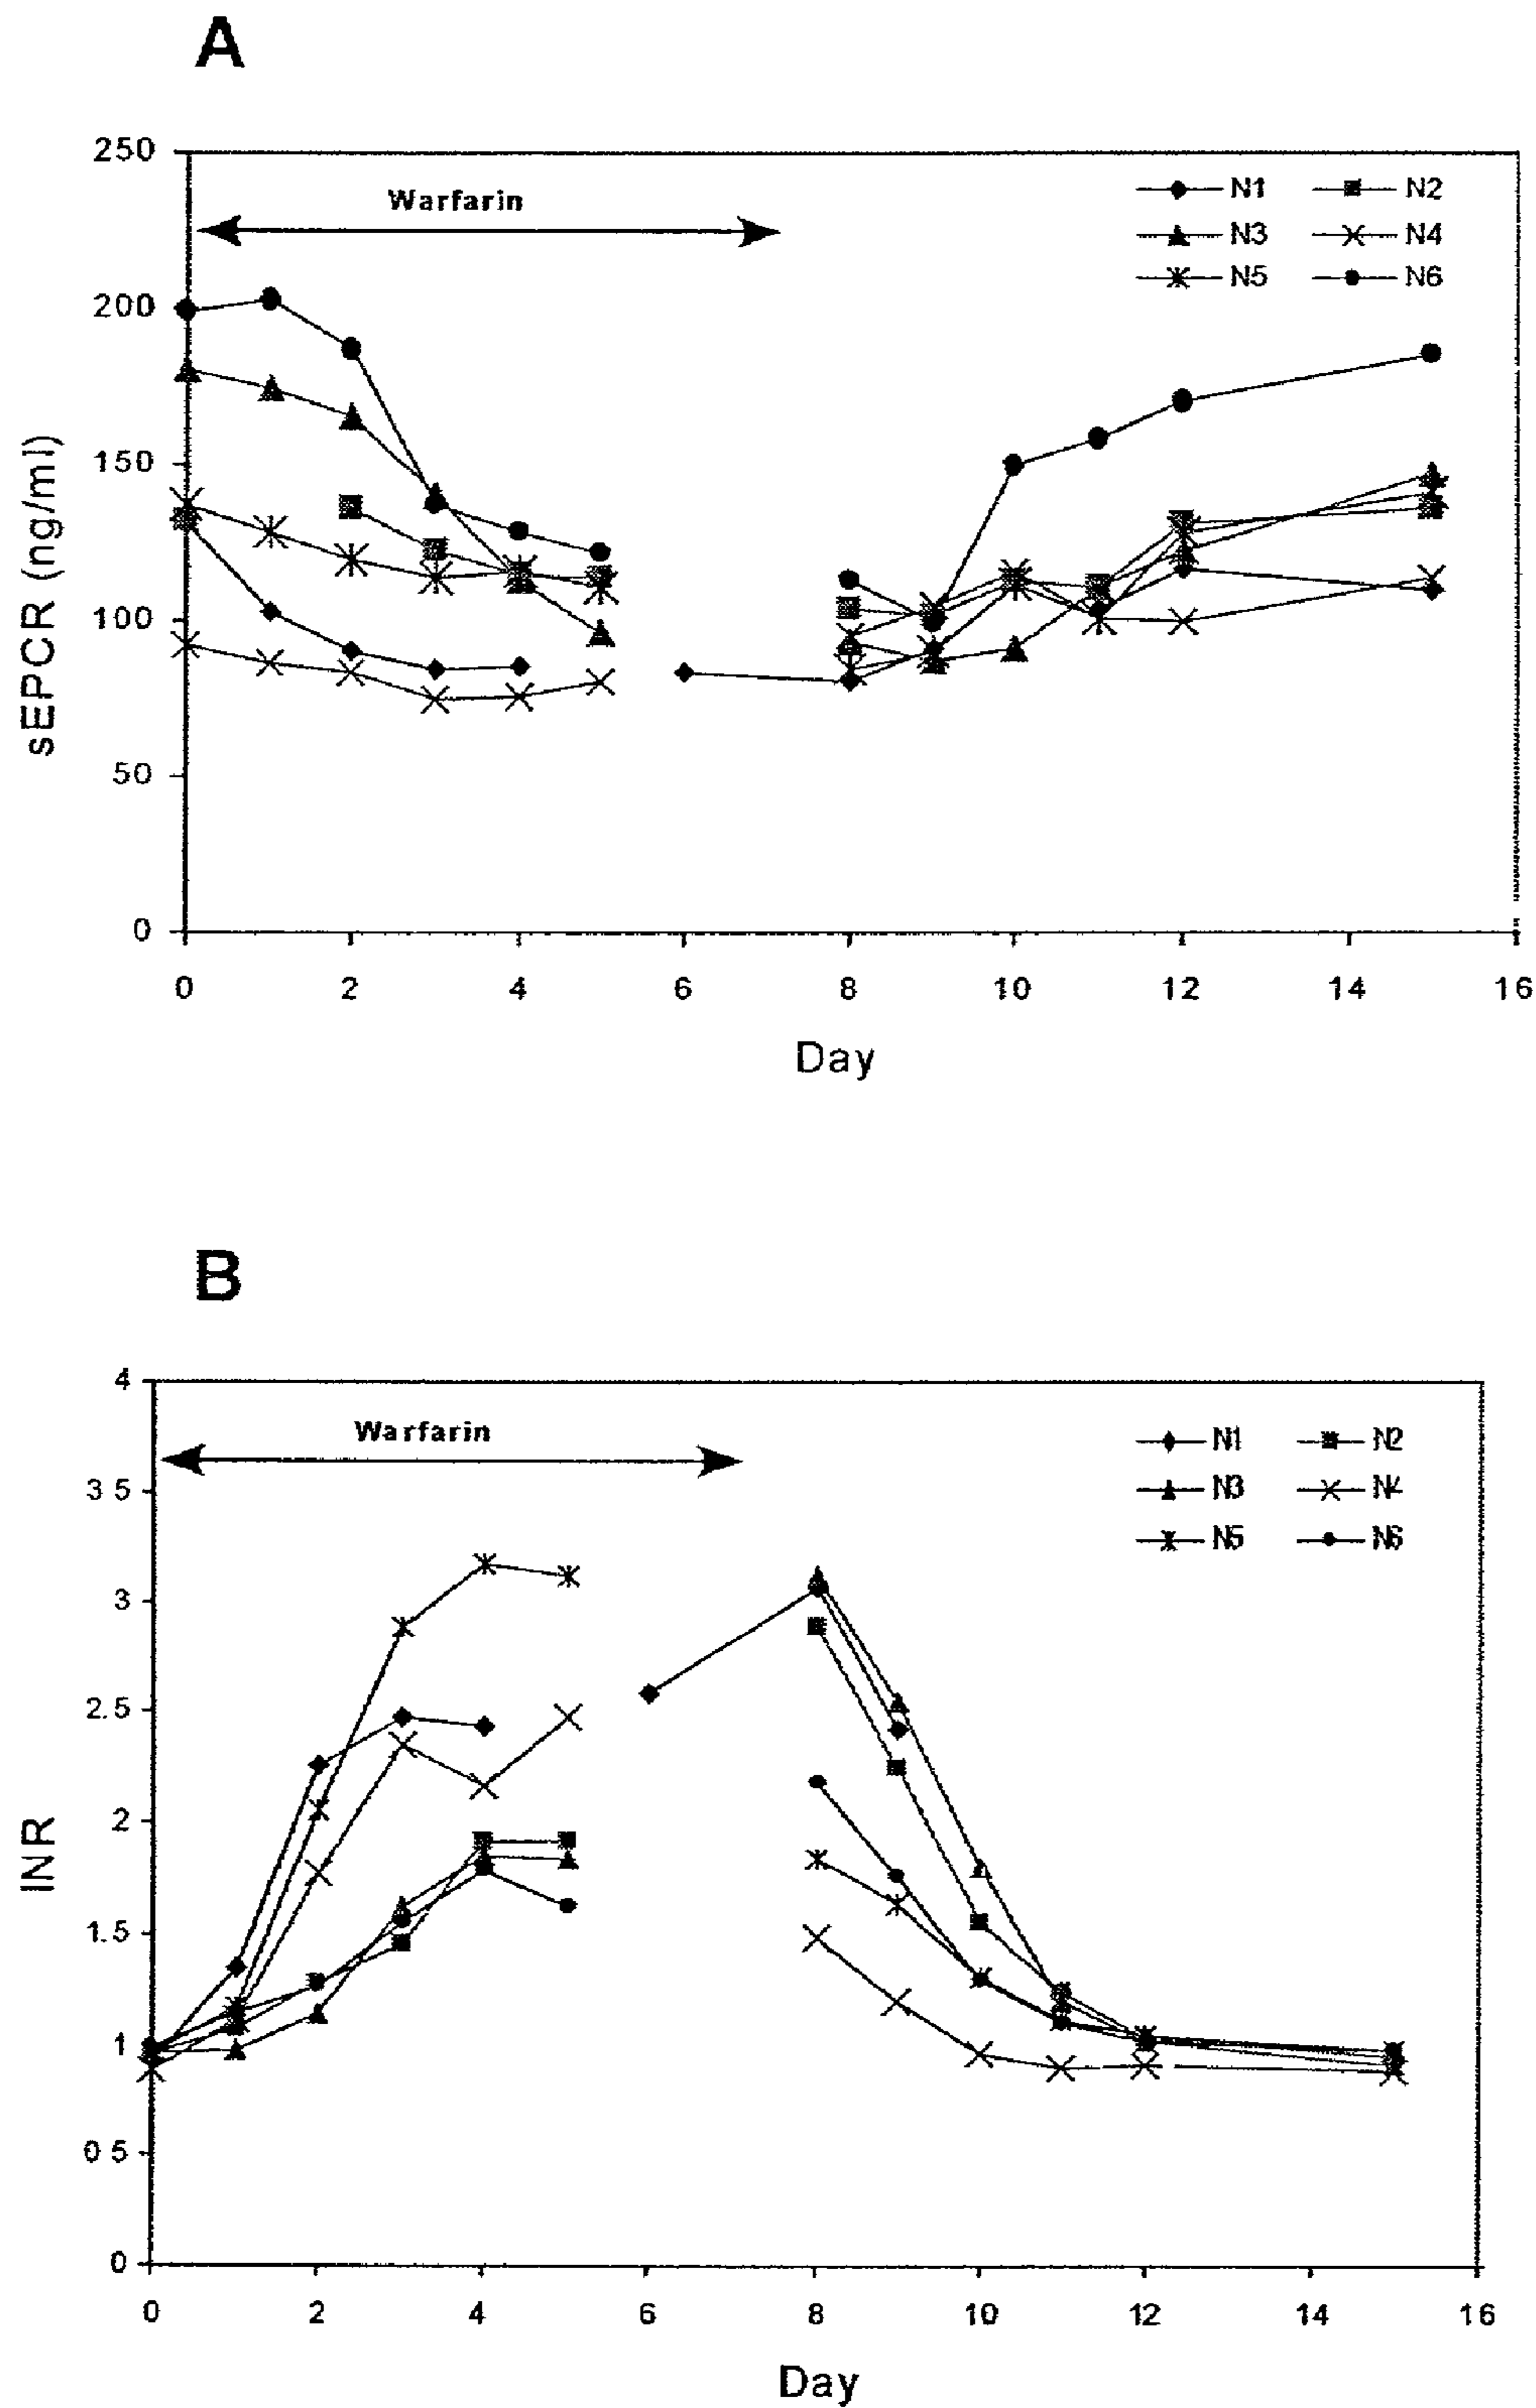 A
250
Warfarin
N1 N2
N3 N4
N5 N6
200
150
100
50
0
sEPCR (ng/ml)
0 2 4 6 8 10 12 14 16
Day
B
4
Warfarin
N1 N2
N3 N4
N5 N6
3 5
3
2.5
2
1.5
1
0 5
0
INR
0 2 4 6 8 10 12 14 16
Day